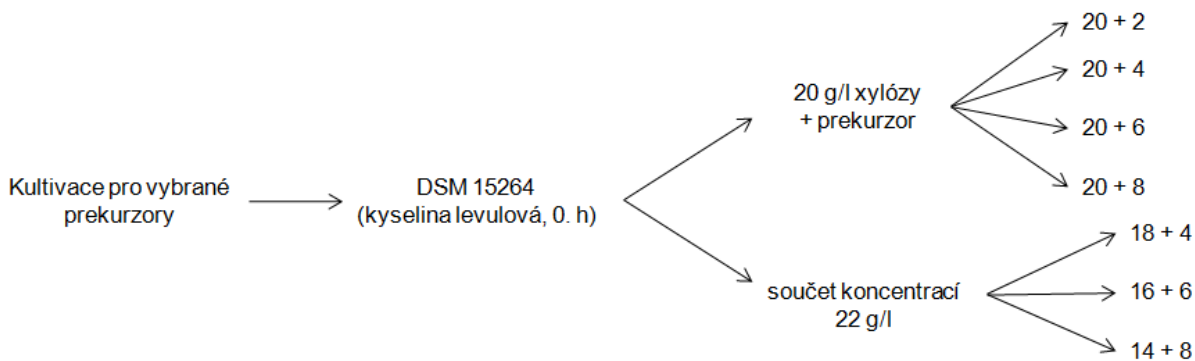 Kultivace pro vybrané
prekurzory
DSM 15264
(kyselina levulová, 0. h)
20 g/l xylózy
+ prekurzor
20 + 2
20 + 4
20 + 6
20 + 8
součet koncentrací
22 g/l
18 + 4
16 + 6
14 + 8